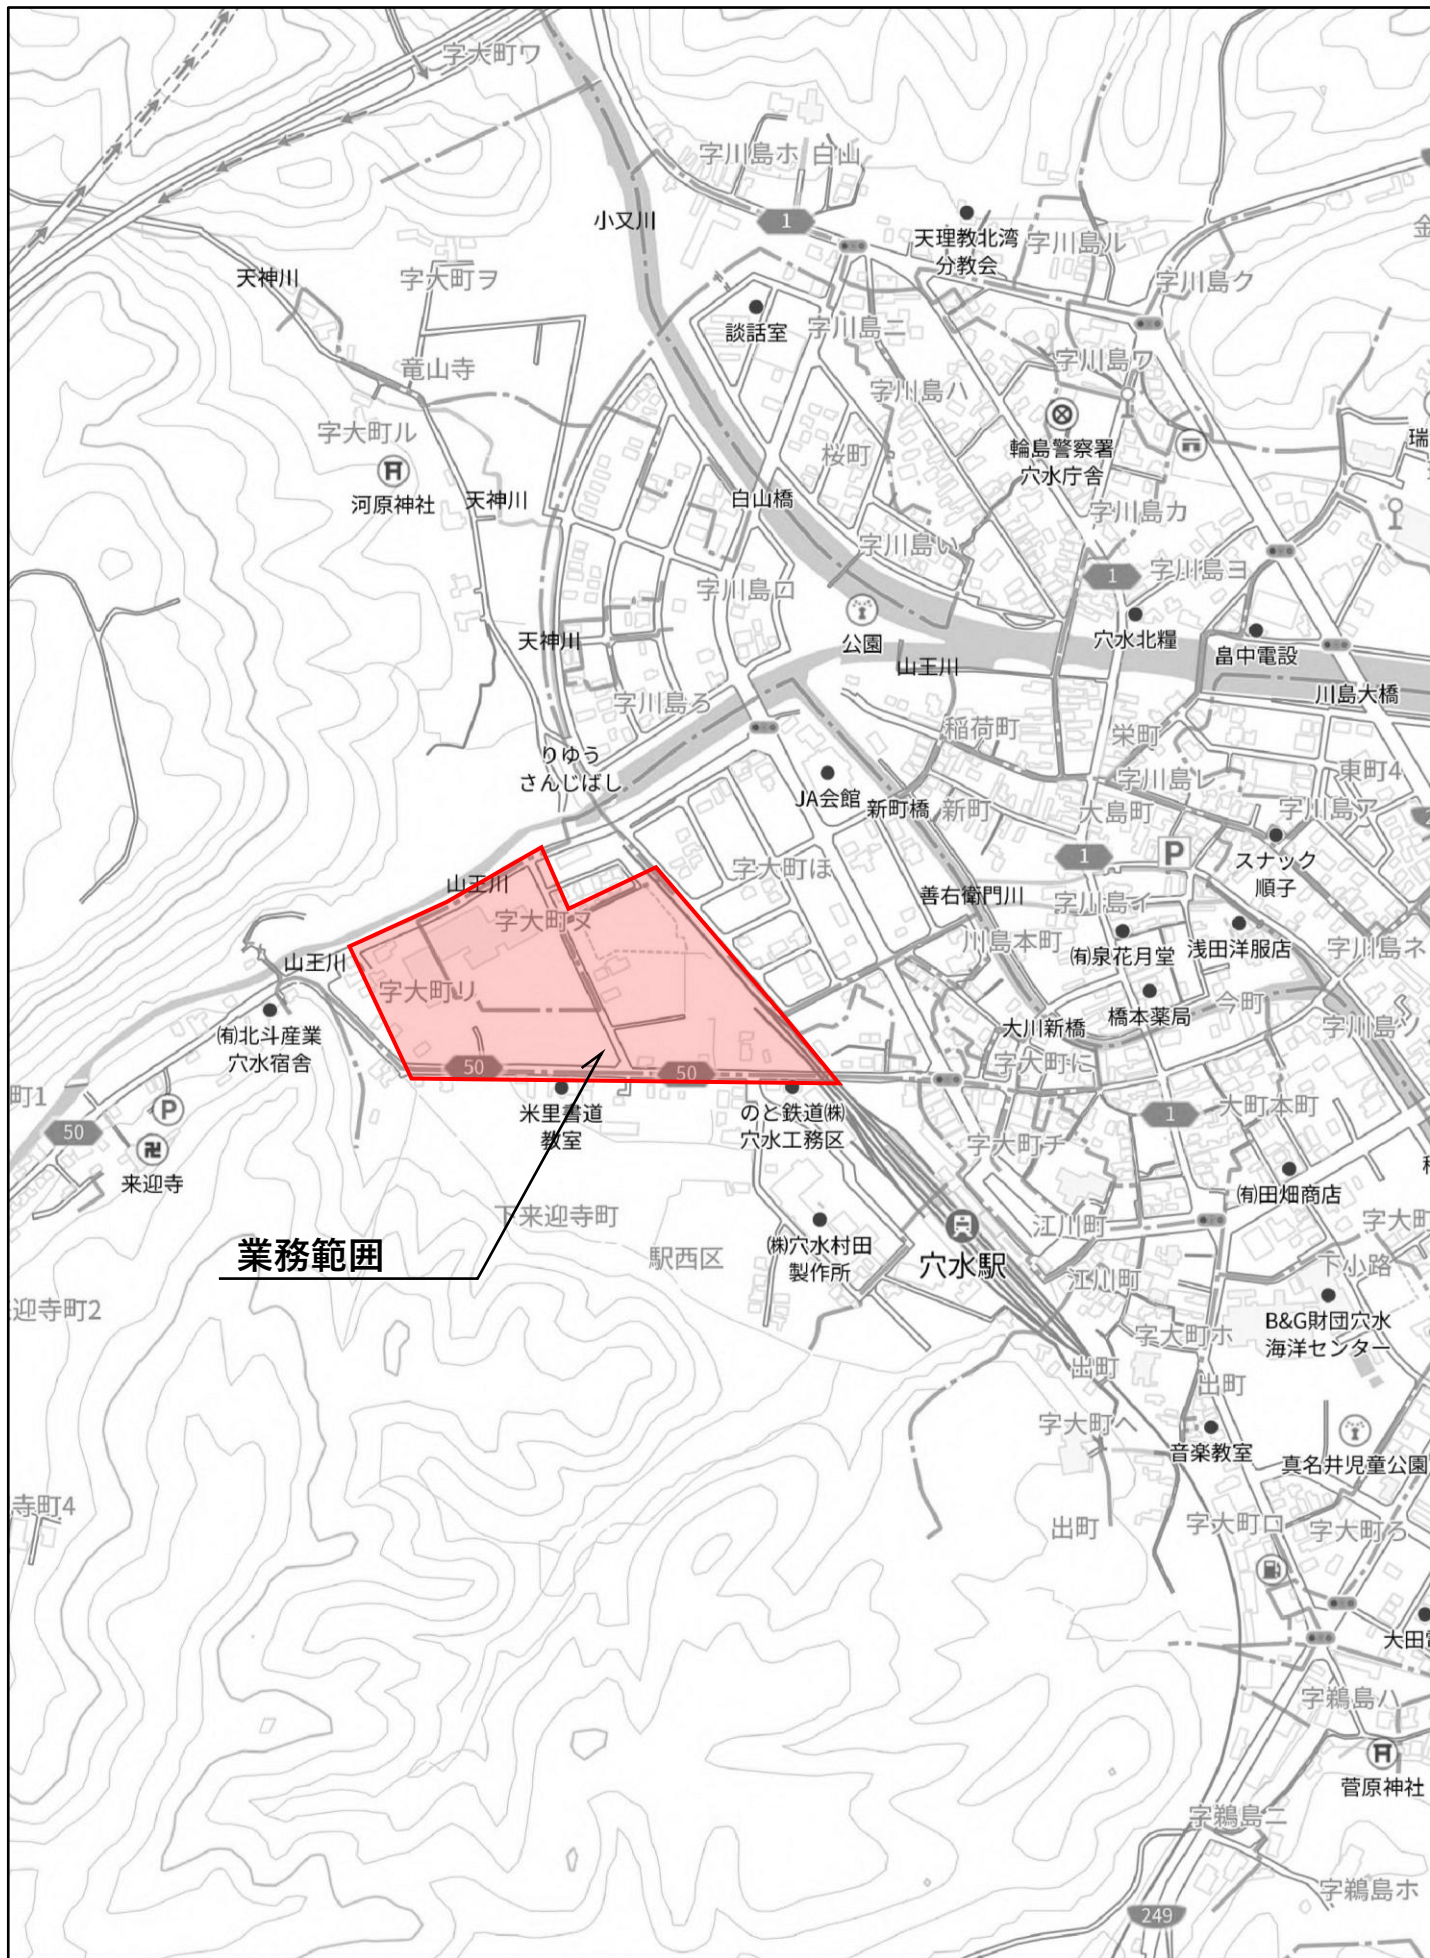 字大町ワ
字川島ホ
白山
小又川
1
天理教北湾
分教会
字川島ル
金
天神川
字大町ヲ
字川島ク
談話室
字川島ニ
竜山寺
字川島ワ
字川島ハ
字大町ル
桜町
輪島警察署
穴水庁舎
瑞
河原神社
天神川
白山橋
字川島カ
字川島い
1
字川島ヨ
字川島ロ
公園
穴水北糧
天神川
山王川
畠中電設
川島大橋
字川島ろ
稲荷町
栄町
りゆう
さんじばし
JA会館
新町橋
新町
字川島レ
東町4
大島町
字川島ア
1
P
スナック
順子
字大町ほ
山王川
善右衛門川
字川島イ
字大町ヌ
川島本町
㈲泉花月堂
浅田洋服店
字川島ネ
山王川
字大町リ
橋本薬局
今町
㈲北斗産業
穴水宿舎
大川新橋
50
50
字大町に
町1
P
50
米里書道
教室
のと鉄道㈱
穴水工務区
1
大町本町
字大町チ
来迎寺
㈲田畑商店
下来迎寺町
江川町
字大町
業務範囲
駅西区
㈱穴水村田
製作所
穴水駅
江川町
下小路
迎寺町2
B&G財団穴水
海洋センター
字大町ホ
出町
出町
字大町へ
音楽教室
真名井児童公園
寺町4
出町
字大町ロ
字大町ろ
大田
字鵜島ハ
菅原神社
字鵜島ニ
字鵜島ホ
249